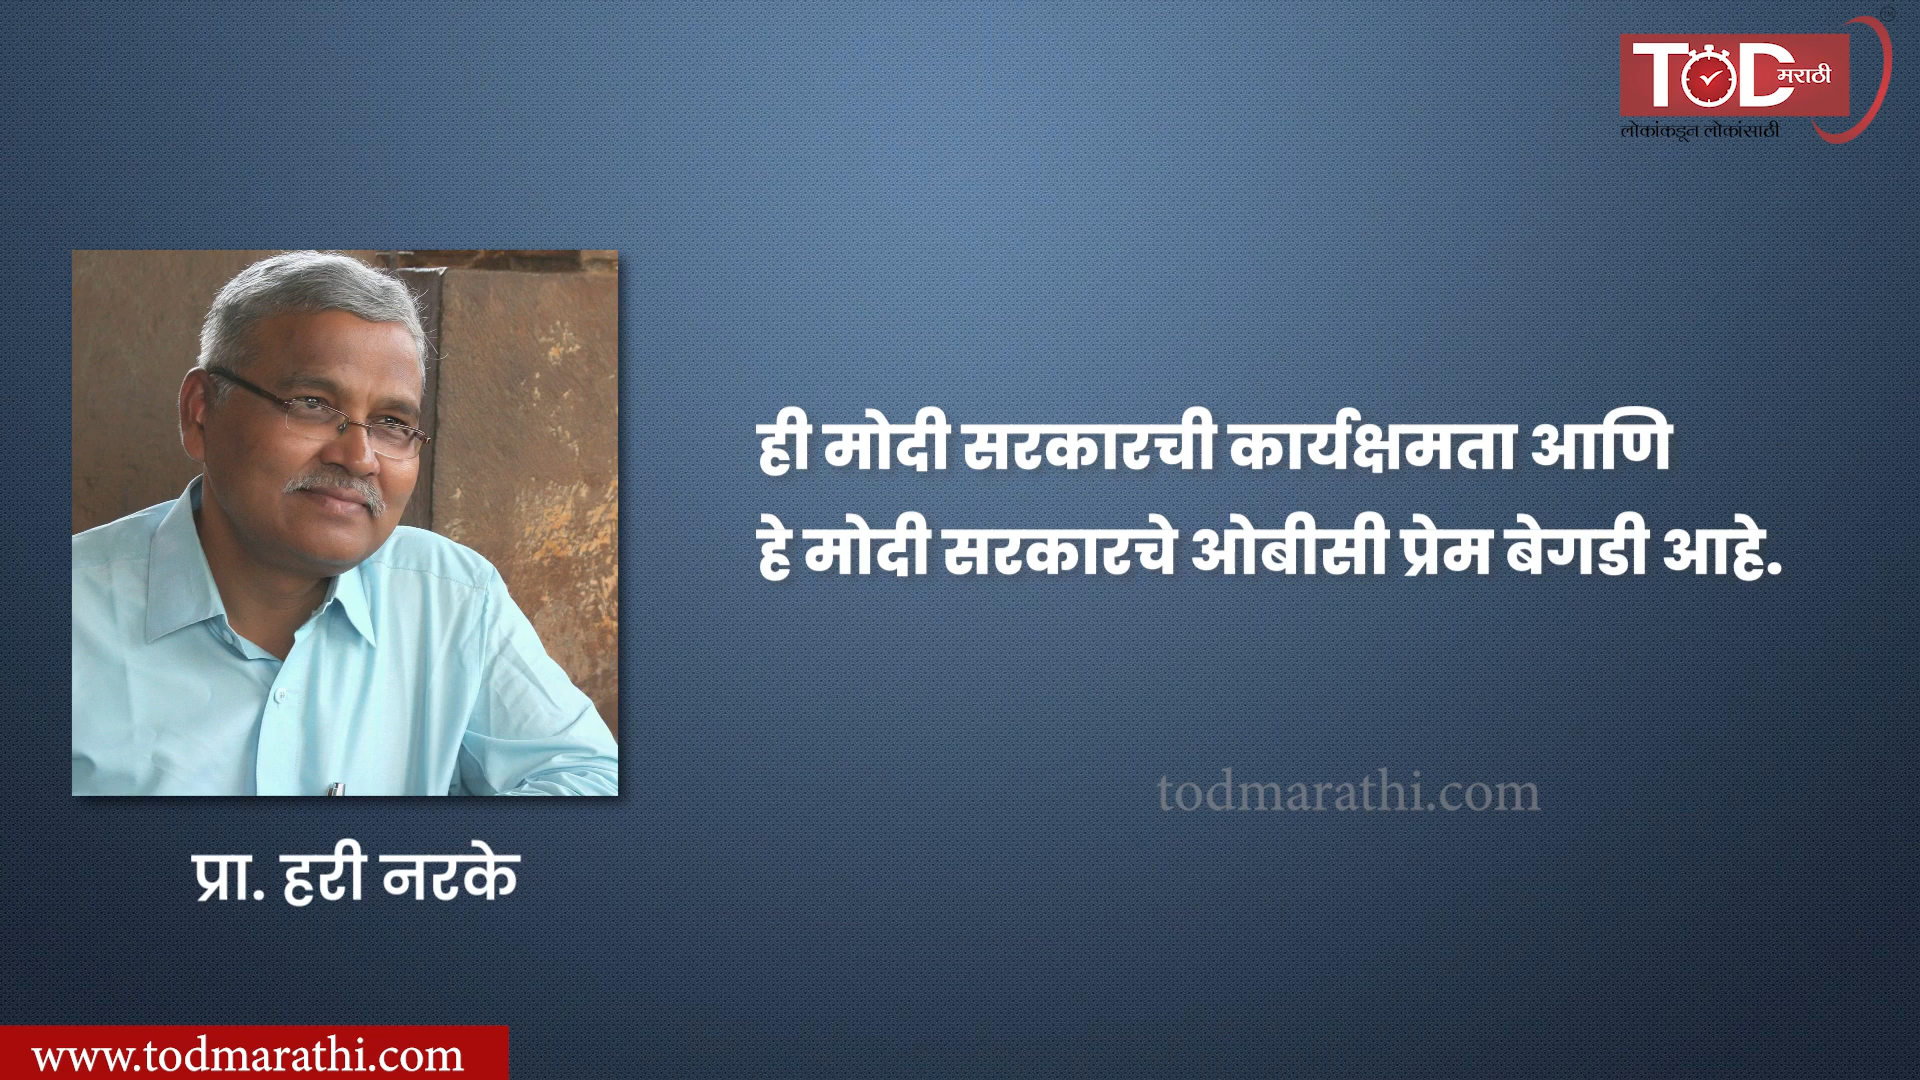 TOD मराठी
लोकांकडून लोकांसाठी
ही मोदी सरकारची कार्यक्षमता आणि
हे मोदी सरकारचे ओबीसी प्रेम बेगडी आहे.
todmarathi.com
प्रा. हरी नरके
www.todmarathi.com